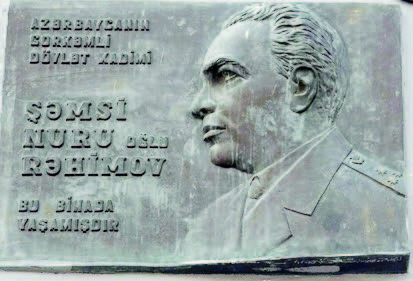 AZƏRBAYCANIN
GÖRKƏMLİ
DÖVLƏT XADİMİ
ŞƏMSİ
NURU OĞLU
RƏHİMOV
BU BİNADA
YAŞAMIŞDIR